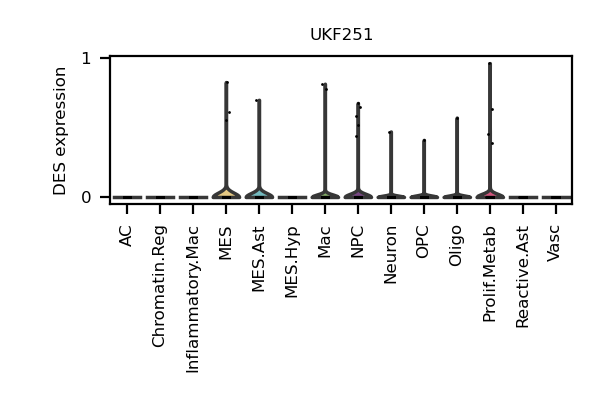 UKF251
DES expression
1
0
AC
Chromatin.Reg
Inflammatory.Mac
MES
MES.Ast
MES.Hyp
Mac
NPC
Neuron
OPC
Oligo
Prolif.Metab
Reactive.Ast
Vasc